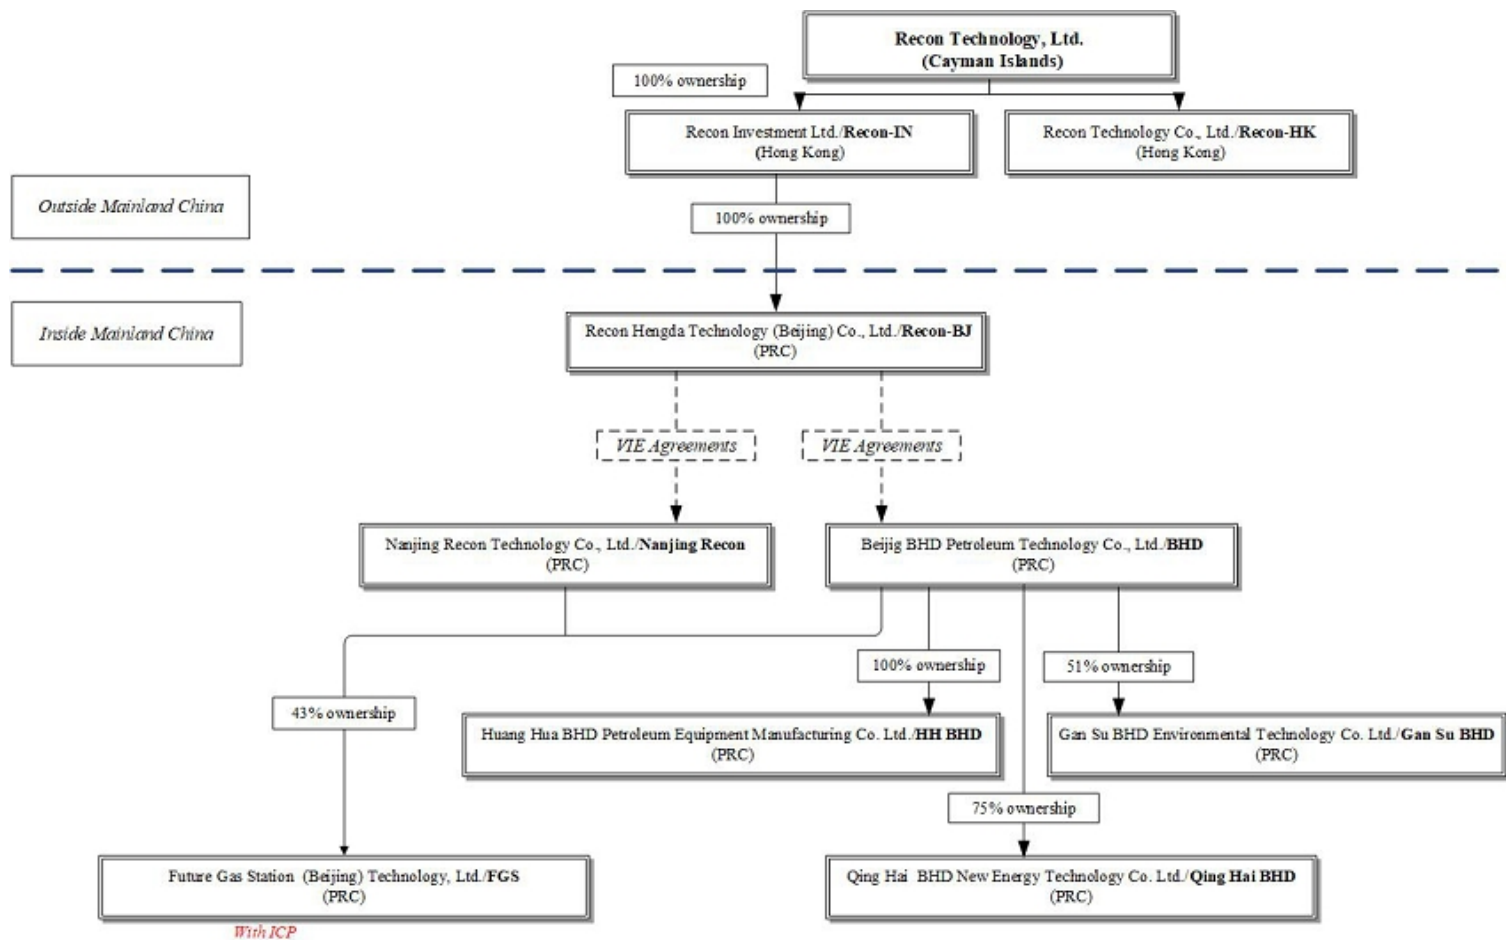 Recon Technology, Ltd.
(Cayman Islands)
100% ownership
Recon Investment Ltd./Recon-IN
(Hong Kong)
Recon Technology Co., Ltd./Recon-HK
(Hong Kong)
Outside Mainland China
100% ownership
Inside Mainland China
Recon Hengda Technology (Beijing) Co., Ltd./Recon-BJ
(PRC)
VIE Agreements
VIE Agreements
Nanjing Recon Technology Co., Ltd./Nanjing Recon
(PRC)
Beijig BHD Petroleum Technology Co., Ltd./BHD
(PRC)
100% ownership
51% ownership
43% ownership
Huang Hua BHD Petroleum Equipment Manufacturing Co. Ltd./HH BHD
(PRC)
Gan Su BHD Environmental Technology Co. Ltd./Gan Su BHD
(PRC)
75% ownership
Future Gas Station (Beijing) Technology, Ltd./FGS
(PRC)
Qing Hai BHD New Energy Technology Co. Ltd./Qing Hai BHD
(PRC)
With ICP